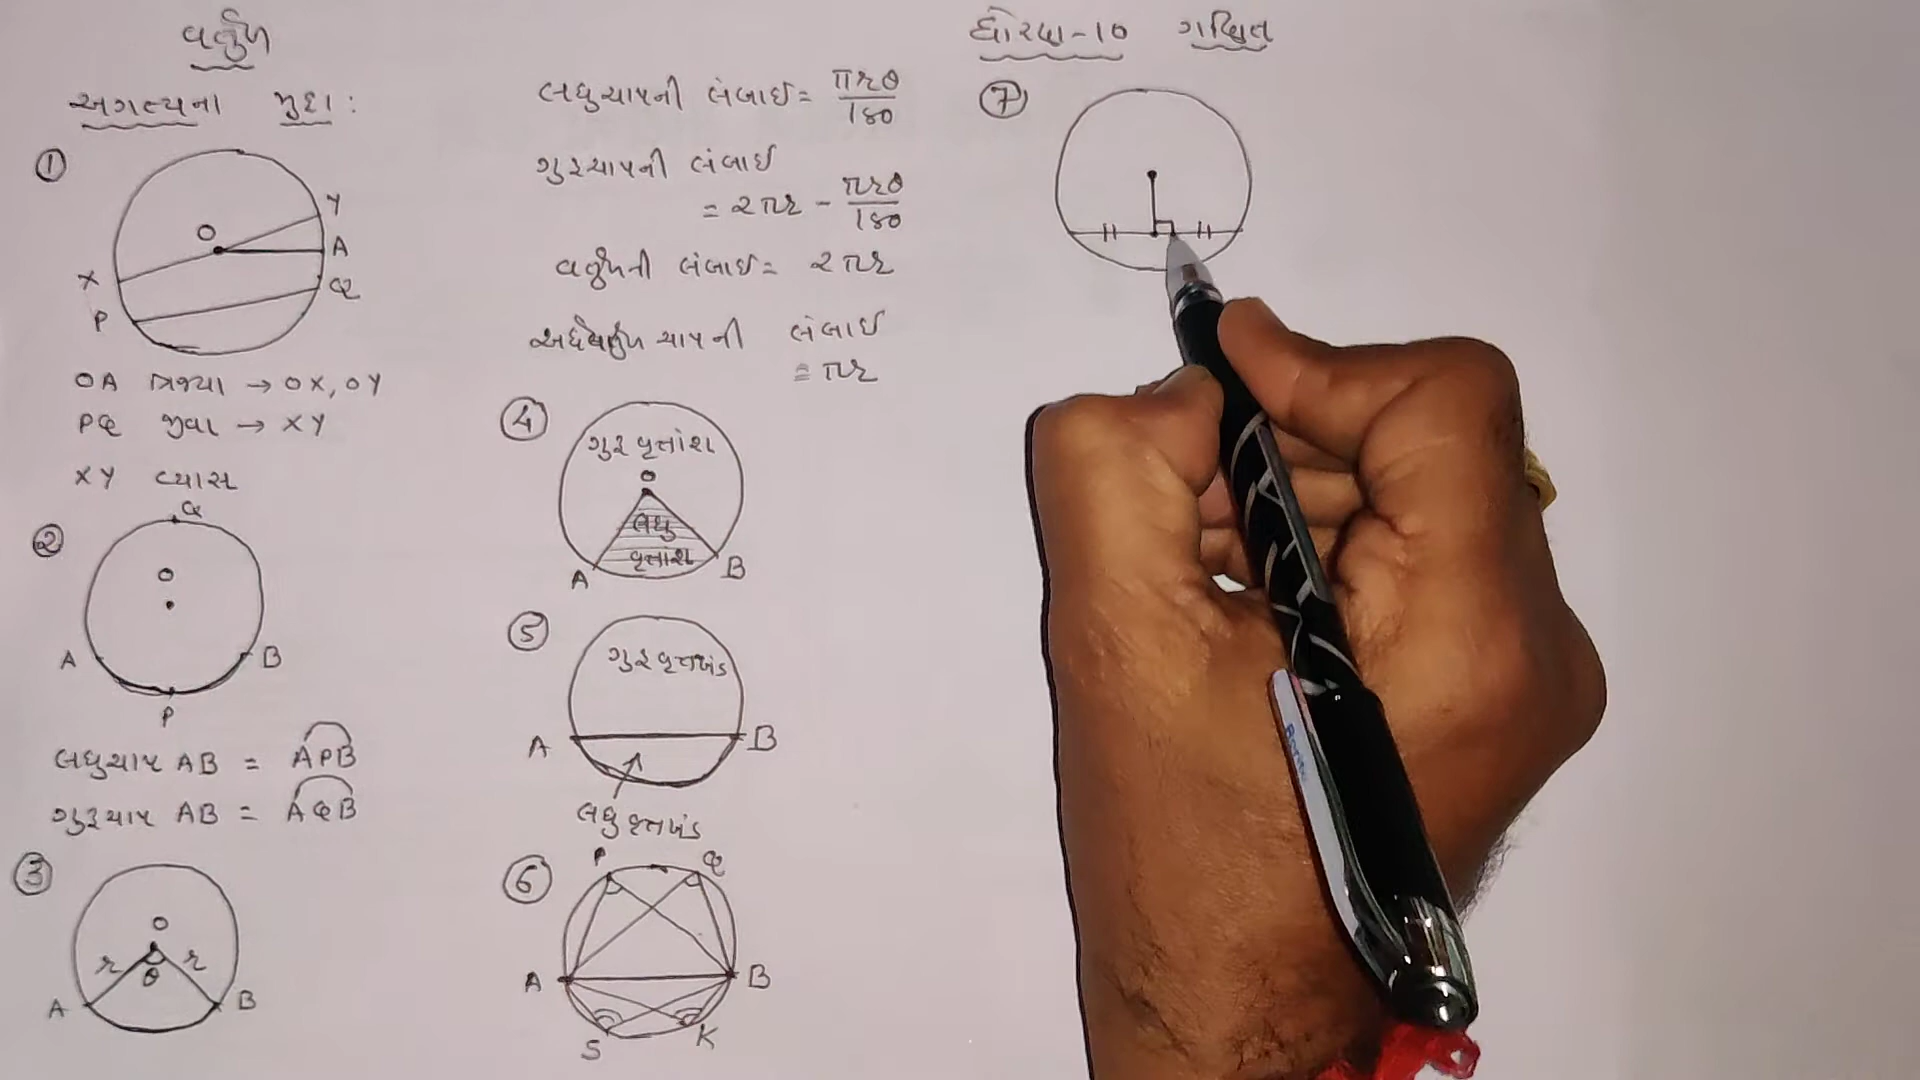 વર્તુળ
અગત્યના મુદ્દા :
①
Y
O
A
X
Q
P
OA ત્રિજ્યા → OX, OY
PQ જીવા → XY
XY વ્યાસ
②
Q
O
A
B
P
લઘુચાપ AB = APB
ગુરુચાપ AB = AQB
③
O
r θ r
A
B
લઘુચાપની લંબાઈ = πrθ
180
ગુરુચાપની લંબાઈ
= 2πr - πrθ
180
વર્તુળની લંબાઈ = 2πr
અર્ધવર્તુળ ચાપની લંબાઈ
= πr
④
ગુરુ વૃત્તાંશ
O
લઘુ
વૃત્તાંશ
A
B
⑤
ગુરુ વૃત્તખંડ
A
B
લઘુ વૃત્તખંડ
⑥
P
Q
A
B
S
K
ધોરણ-10 ગણિત
⑦